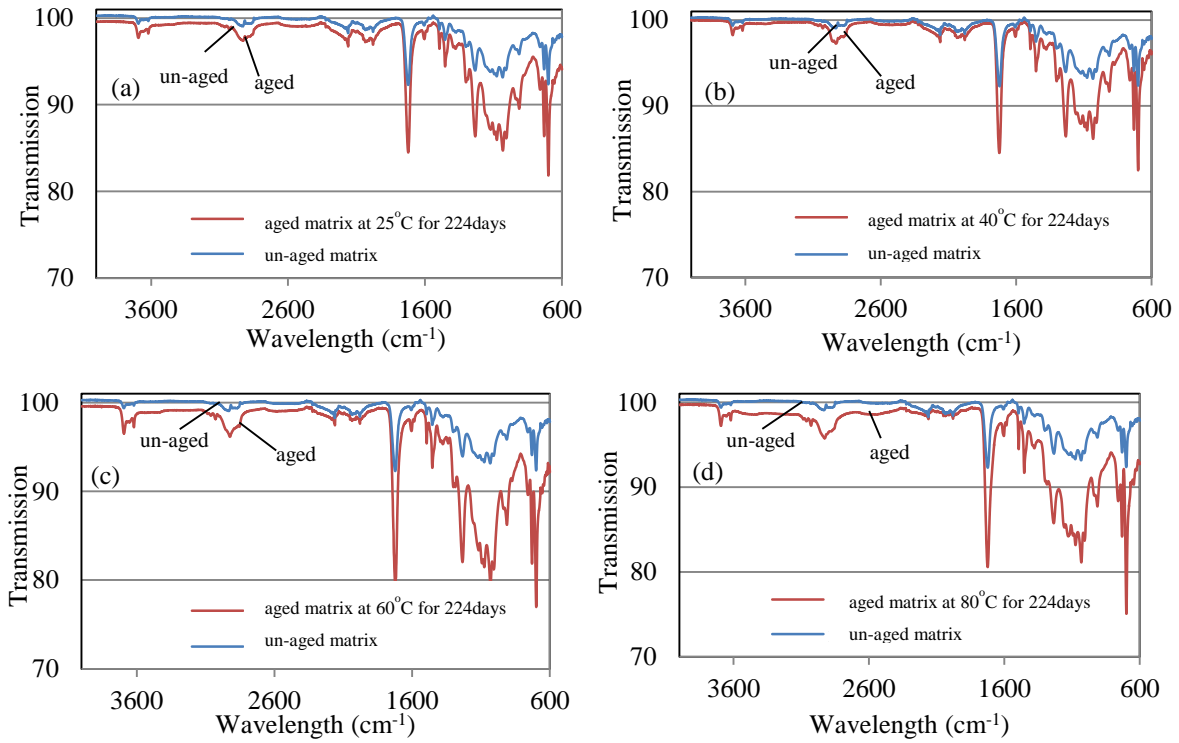 100
90
80
70
Transmission
(a)
un-aged
aged
aged matrix at 25°C for 224days
un-aged matrix
3600 2600 1600 600
Wavelength (cm-1)
100
90
80
70
Transmission
(b)
un-aged
aged
aged matrix at 40°C for 224days
un-aged matrix
3600 2600 1600 600
Wavelength (cm-1)
100
90
80
70
Transmission
(c)
un-aged
aged
aged matrix at 60°C for 224days
un-aged matrix
3600 2600 1600 600
Wavelength (cm-1)
100
90
80
70
Transmission
(d)
un-aged
aged
aged matrix at 80°C for 224days
un-aged matrix
3600 2600 1600 600
Wavelength (cm-1)